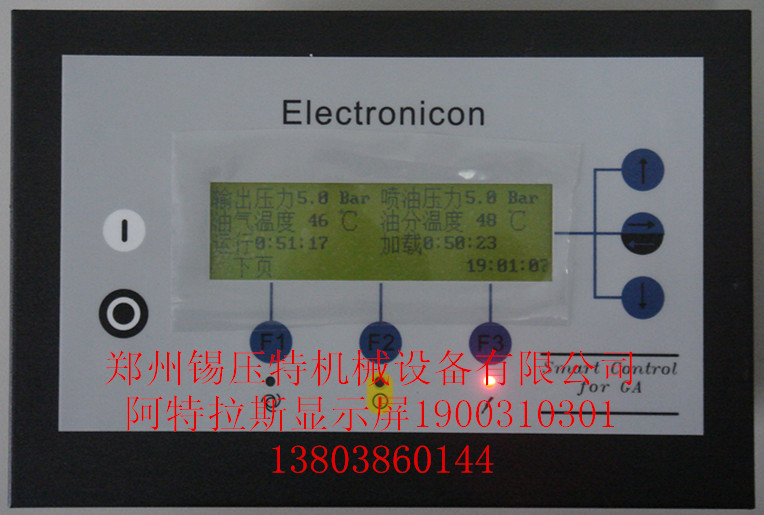 Electronicon
输出压力5.0 Bar 喷油压力5.0 Bar
油气温度 46 ℃ 油分温度 48 ℃
运行0:51:17 加载0:50:23
下页 19:01:07
F1 F2 F3
Smart Control
for GA
郑州锡压特机械设备有限公司
阿特拉斯显示屏1900310301
13803860144